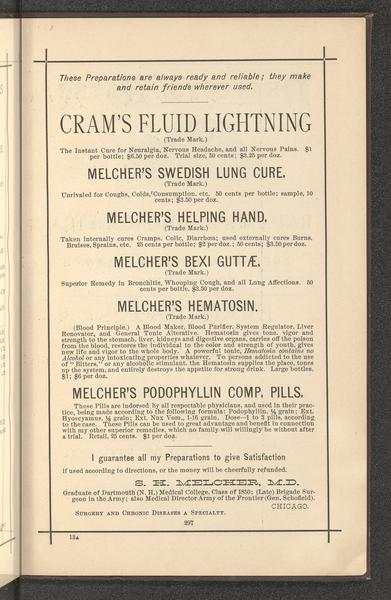 These Preparations are always ready and reliable; they make
and retain friends wherever used.
CRAM'S FLUID LIGHTNING
(Trade Mark.)
The Instant Cure for Neuralgia, Nervous Headache, and all Nervous Pains. $1
per bottle; $6.50 per doz. Trial size, 50 cents; $3.25 per doz.
MELCHER'S SWEDISH LUNG CURE.
(Trade Mark.)
Unrivaled for Coughs, Colds, Consumption, etc. 50 cents per bottle; sample, 10
cents; $3.50 per doz.
MELCHER'S HELPING HAND.
(Trade Mark.)
Taken internally cures Cramps, Colic, Diarrhœa; used externally cures Burns,
Bruises, Sprains, etc. 25 cents per bottle; $2 per doz.; 50 cents; $3.50 per doz.
MELCHER'S BEXI GUTTÆ.
(Trade Mark.)
Superior Remedy in Bronchitis, Whooping Cough, and all Lung Affections. 50
cents per bottle, $3.50 per doz.
MELCHER'S HEMATOSIN.
(Trade Mark.)
(Blood Principle.) A Blood Maker, Blood Purifier, System Regulator, Liver
Renovator, and General Tonic Alterative. Hematosin gives tone, vigor and
strength to the stomach, liver, kidneys and digestive organs, carries off the poison
from the blood, restores the individual to the color and strength of youth, gives
new life and vigor to the whole body. A powerful tonic, Hematosin contains no
Alcohol or any intoxicating properties whatever. To persons addicted to the use
of "Bitters," or any alcoholic stimulant, the Hematosin supplies the place, tones
up the system, and entirely destroys the appetite for strong drink. Large bottles,
$1; $6 per doz.
MELCHER'S PODOPHYLLIN COMP. PILLS.
These Pills are indorsed by all respectable physicians, and used in their prac-
tice, being made according to the following formula: Podophyllin, ¼ grain; Ext.
Hyoscyamus, ⅛ grain; Ext. Nux Vom., 1-16 grain. Dose—1 to 3 pills, according
to the case. These Pills can be used to great advantage and benefit in connection
with my other superior remedies, which no family will willingly be without after
a trial. Retail, 25 cents. $1 per doz.
I guarantee all my Preparations to give Satisfaction
if used according to directions, or the money will be cheerfully refunded.
S. H. MELCHER, M.D.
Graduate of Dartmouth (N. H.) Medical College, Class of 1850; (Late) Brigade Sur-
geon in the Army; also Medical Director Army of the Frontier (Gen. Schofield).
CHICAGO.
SURGERY AND CHRONIC DISEASES A SPECIALTY.
297
13A